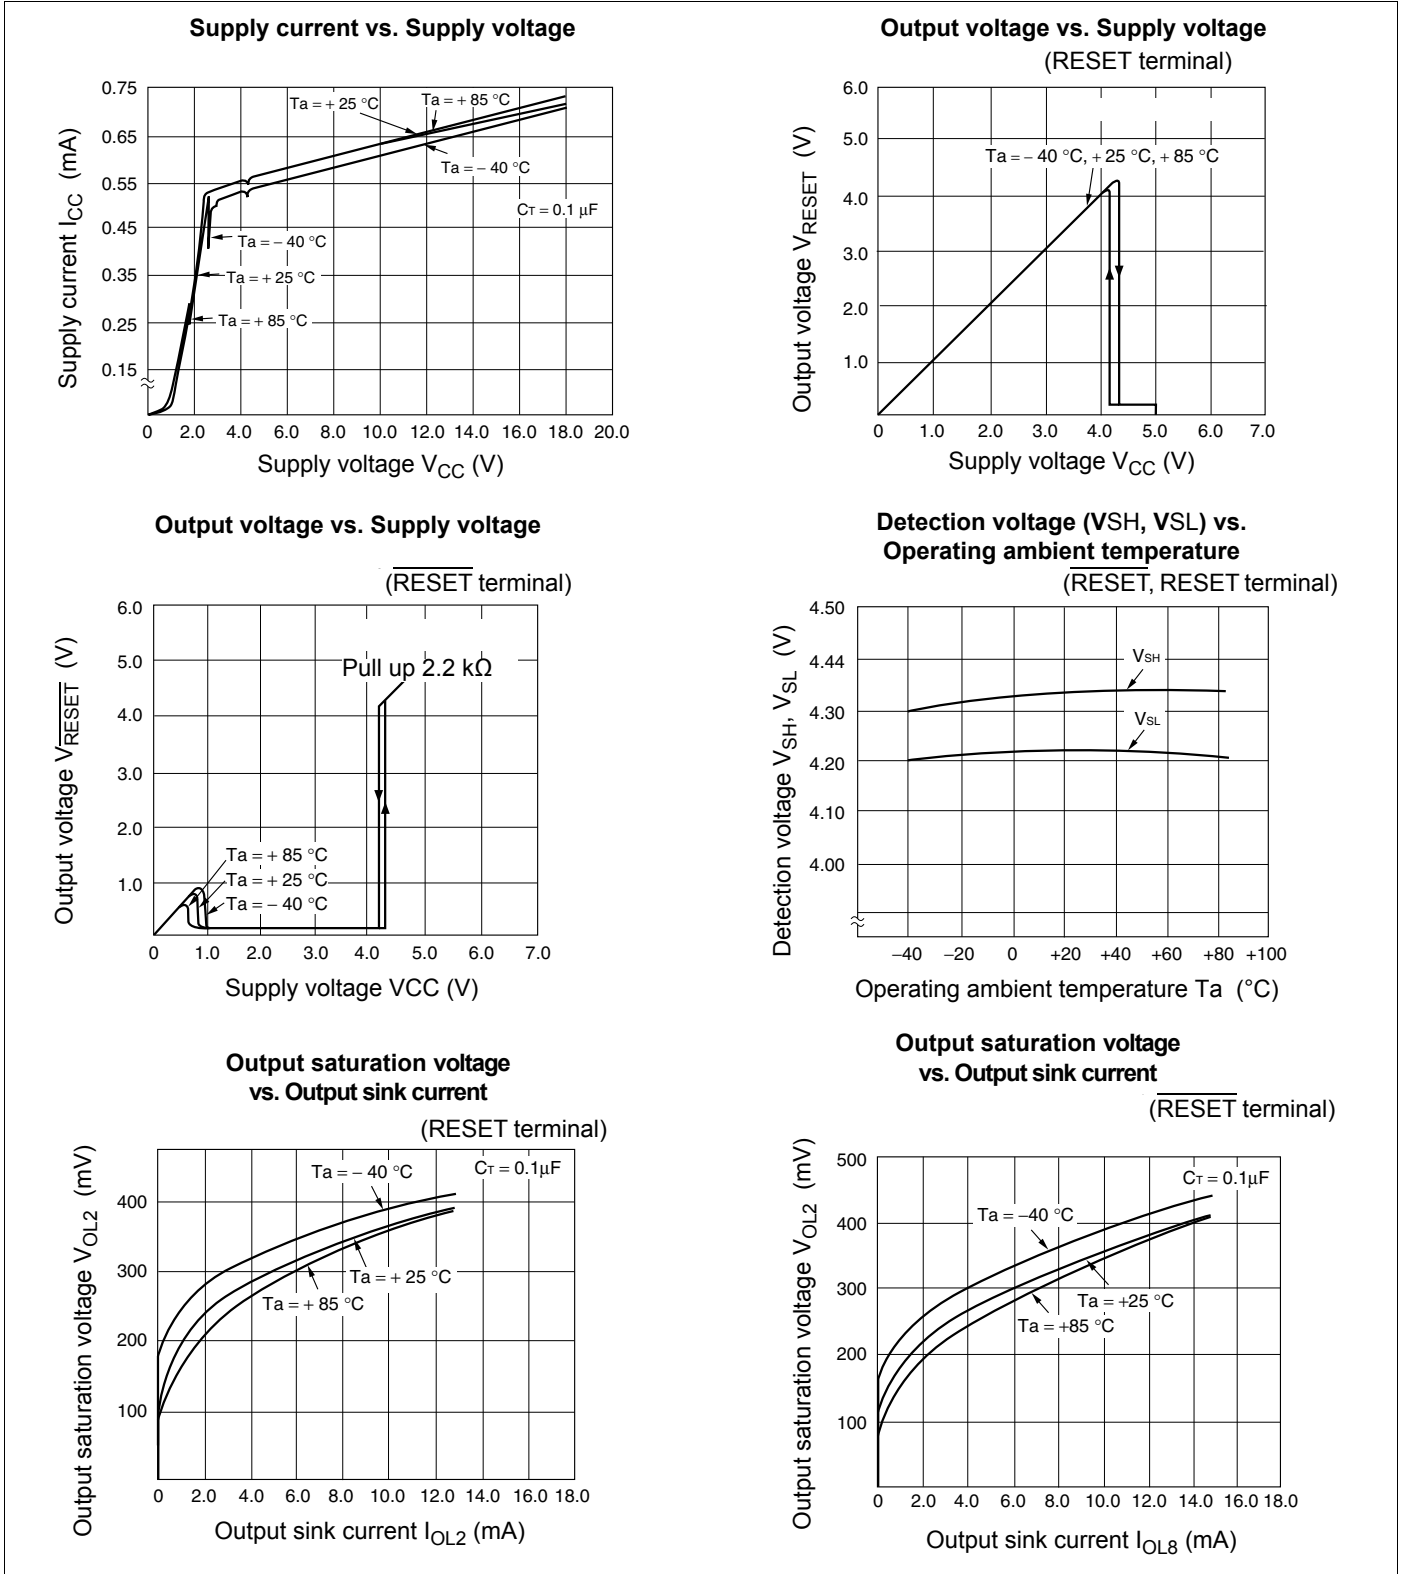 Supply current vs. Supply voltage
0.75
0.65
0.55
0.45
0.35
0.25
0.15
Supply current ICC (mA)
Ta = + 25 °C
Ta = + 85 °C
Ta = – 40 °C
CT = 0.1 μF
Ta = – 40 °C
Ta = + 25 °C
Ta = + 85 °C
0 2.0 4.0 6.0 8.0 10.0 12.0 14.0 16.0 18.0 20.0
Supply voltage VCC (V)
Output voltage vs. Supply voltage
(RESET terminal)
6.0
5.0
4.0
3.0
2.0
1.0
Output voltage VRESET (V)
Ta = – 40 °C, + 25 °C, + 85 °C
0 1.0 2.0 3.0 4.0 5.0 6.0 7.0
Supply voltage VCC (V)
Output voltage vs. Supply voltage
(R̅E̅S̅E̅T̅ terminal)
6.0
5.0
4.0
3.0
2.0
1.0
Output voltage VR̅E̅S̅E̅T̅ (V)
Pull up 2.2 kΩ
Ta = + 85 °C
Ta = + 25 °C
Ta = – 40 °C
0 1.0 2.0 3.0 4.0 5.0 6.0 7.0
Supply voltage VCC (V)
Detection voltage (VSH, VSL) vs.
Operating ambient temperature
(R̅E̅S̅E̅T̅, RESET terminal)
4.50
4.44
4.30
4.20
4.10
4.00
Detection voltage VSH, VSL (V)
VSH
VSL
–40 –20 0 +20 +40 +60 +80 +100
Operating ambient temperature Ta (°C)
Output saturation voltage
vs. Output sink current
(RESET terminal)
400
300
200
100
Output saturation voltage VOL2 (mV)
Ta = – 40 °C
CT = 0.1μF
Ta = + 25 °C
Ta = + 85 °C
0 2.0 4.0 6.0 8.0 10.0 12.0 14.0 16.0 18.0
Output sink current IOL2 (mA)
Output saturation voltage
vs. Output sink current
(R̅E̅S̅E̅T̅ terminal)
500
400
300
200
100
Output saturation voltage VOL2 (mV)
CT = 0.1μF
Ta = –40 °C
Ta = +25 °C
Ta = +85 °C
0 2.0 4.0 6.0 8.0 10.0 12.0 14.0 16.0 18.0
Output sink current IOL8 (mA)